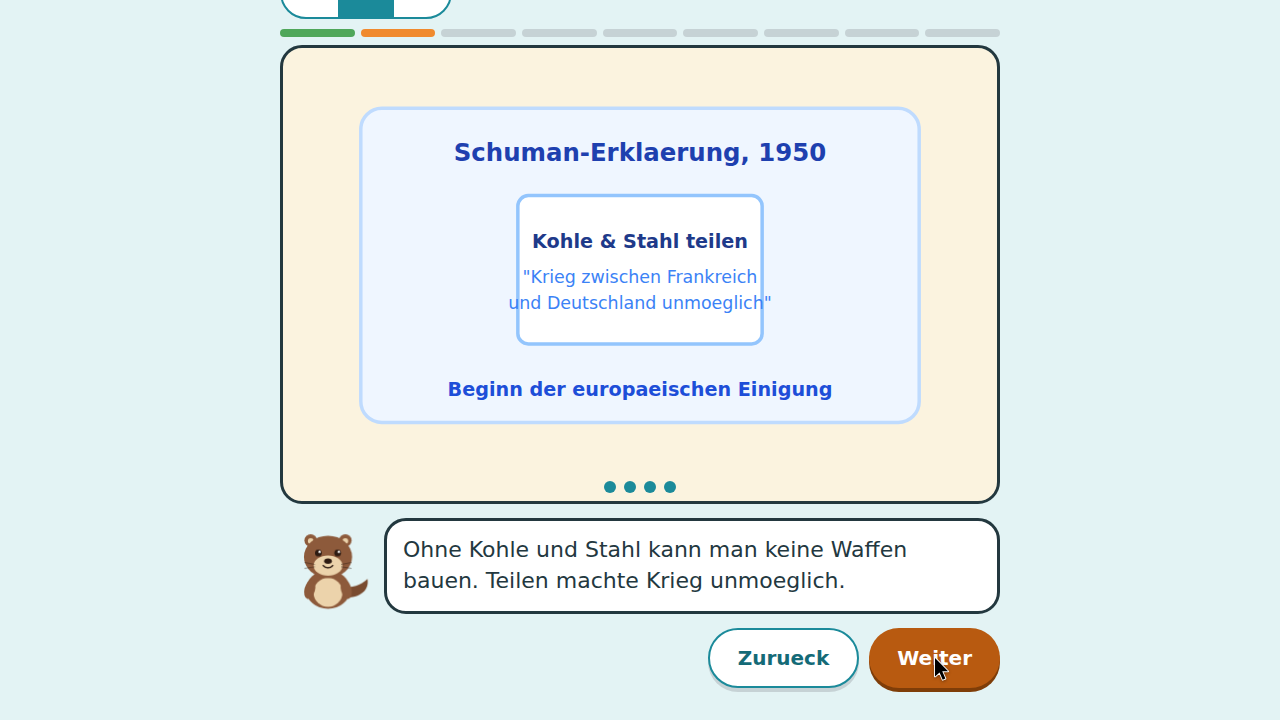 Schuman-Erklaerung, 1950
Kohle & Stahl teilen
"Krieg zwischen Frankreich
und Deutschland unmoeglich"
Beginn der europaeischen Einigung
Ohne Kohle und Stahl kann man keine Waffen
bauen. Teilen machte Krieg unmoeglich.
Zurueck
Weiter